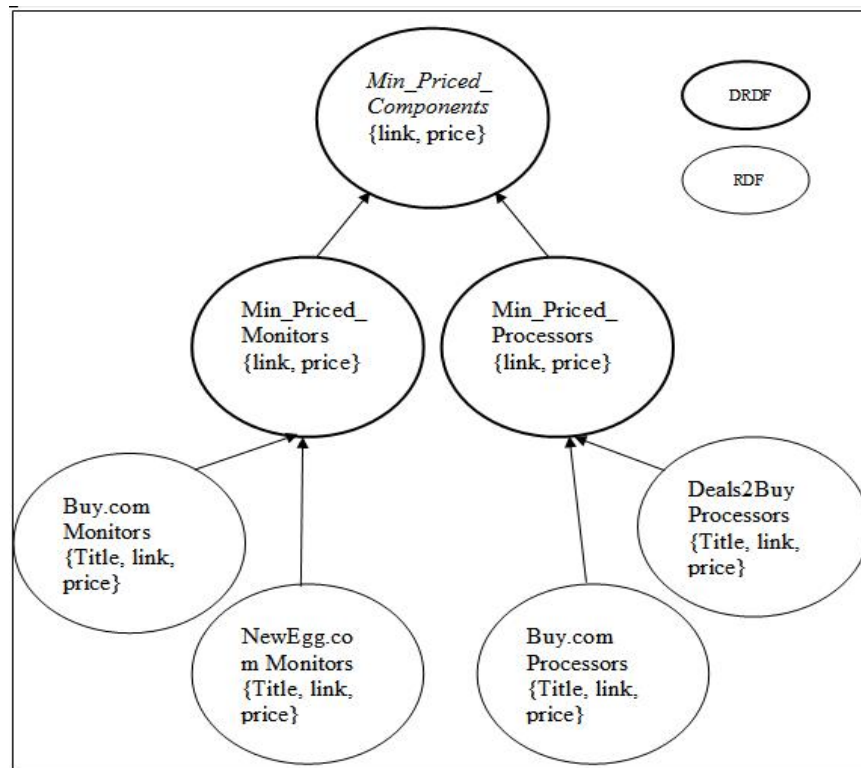 Min_Priced_
Components
{link, price}
DRDF
RDF
Min_Priced_
Monitors
{link, price}
Min_Priced_
Processors
{link, price}
Buy.com
Monitors
{Title, link,
price}
Deals2Buy
Processors
{Title, link,
price}
NewEgg.co
m Monitors
{Title, link,
price}
Buy.com
Processors
{Title, link,
price}